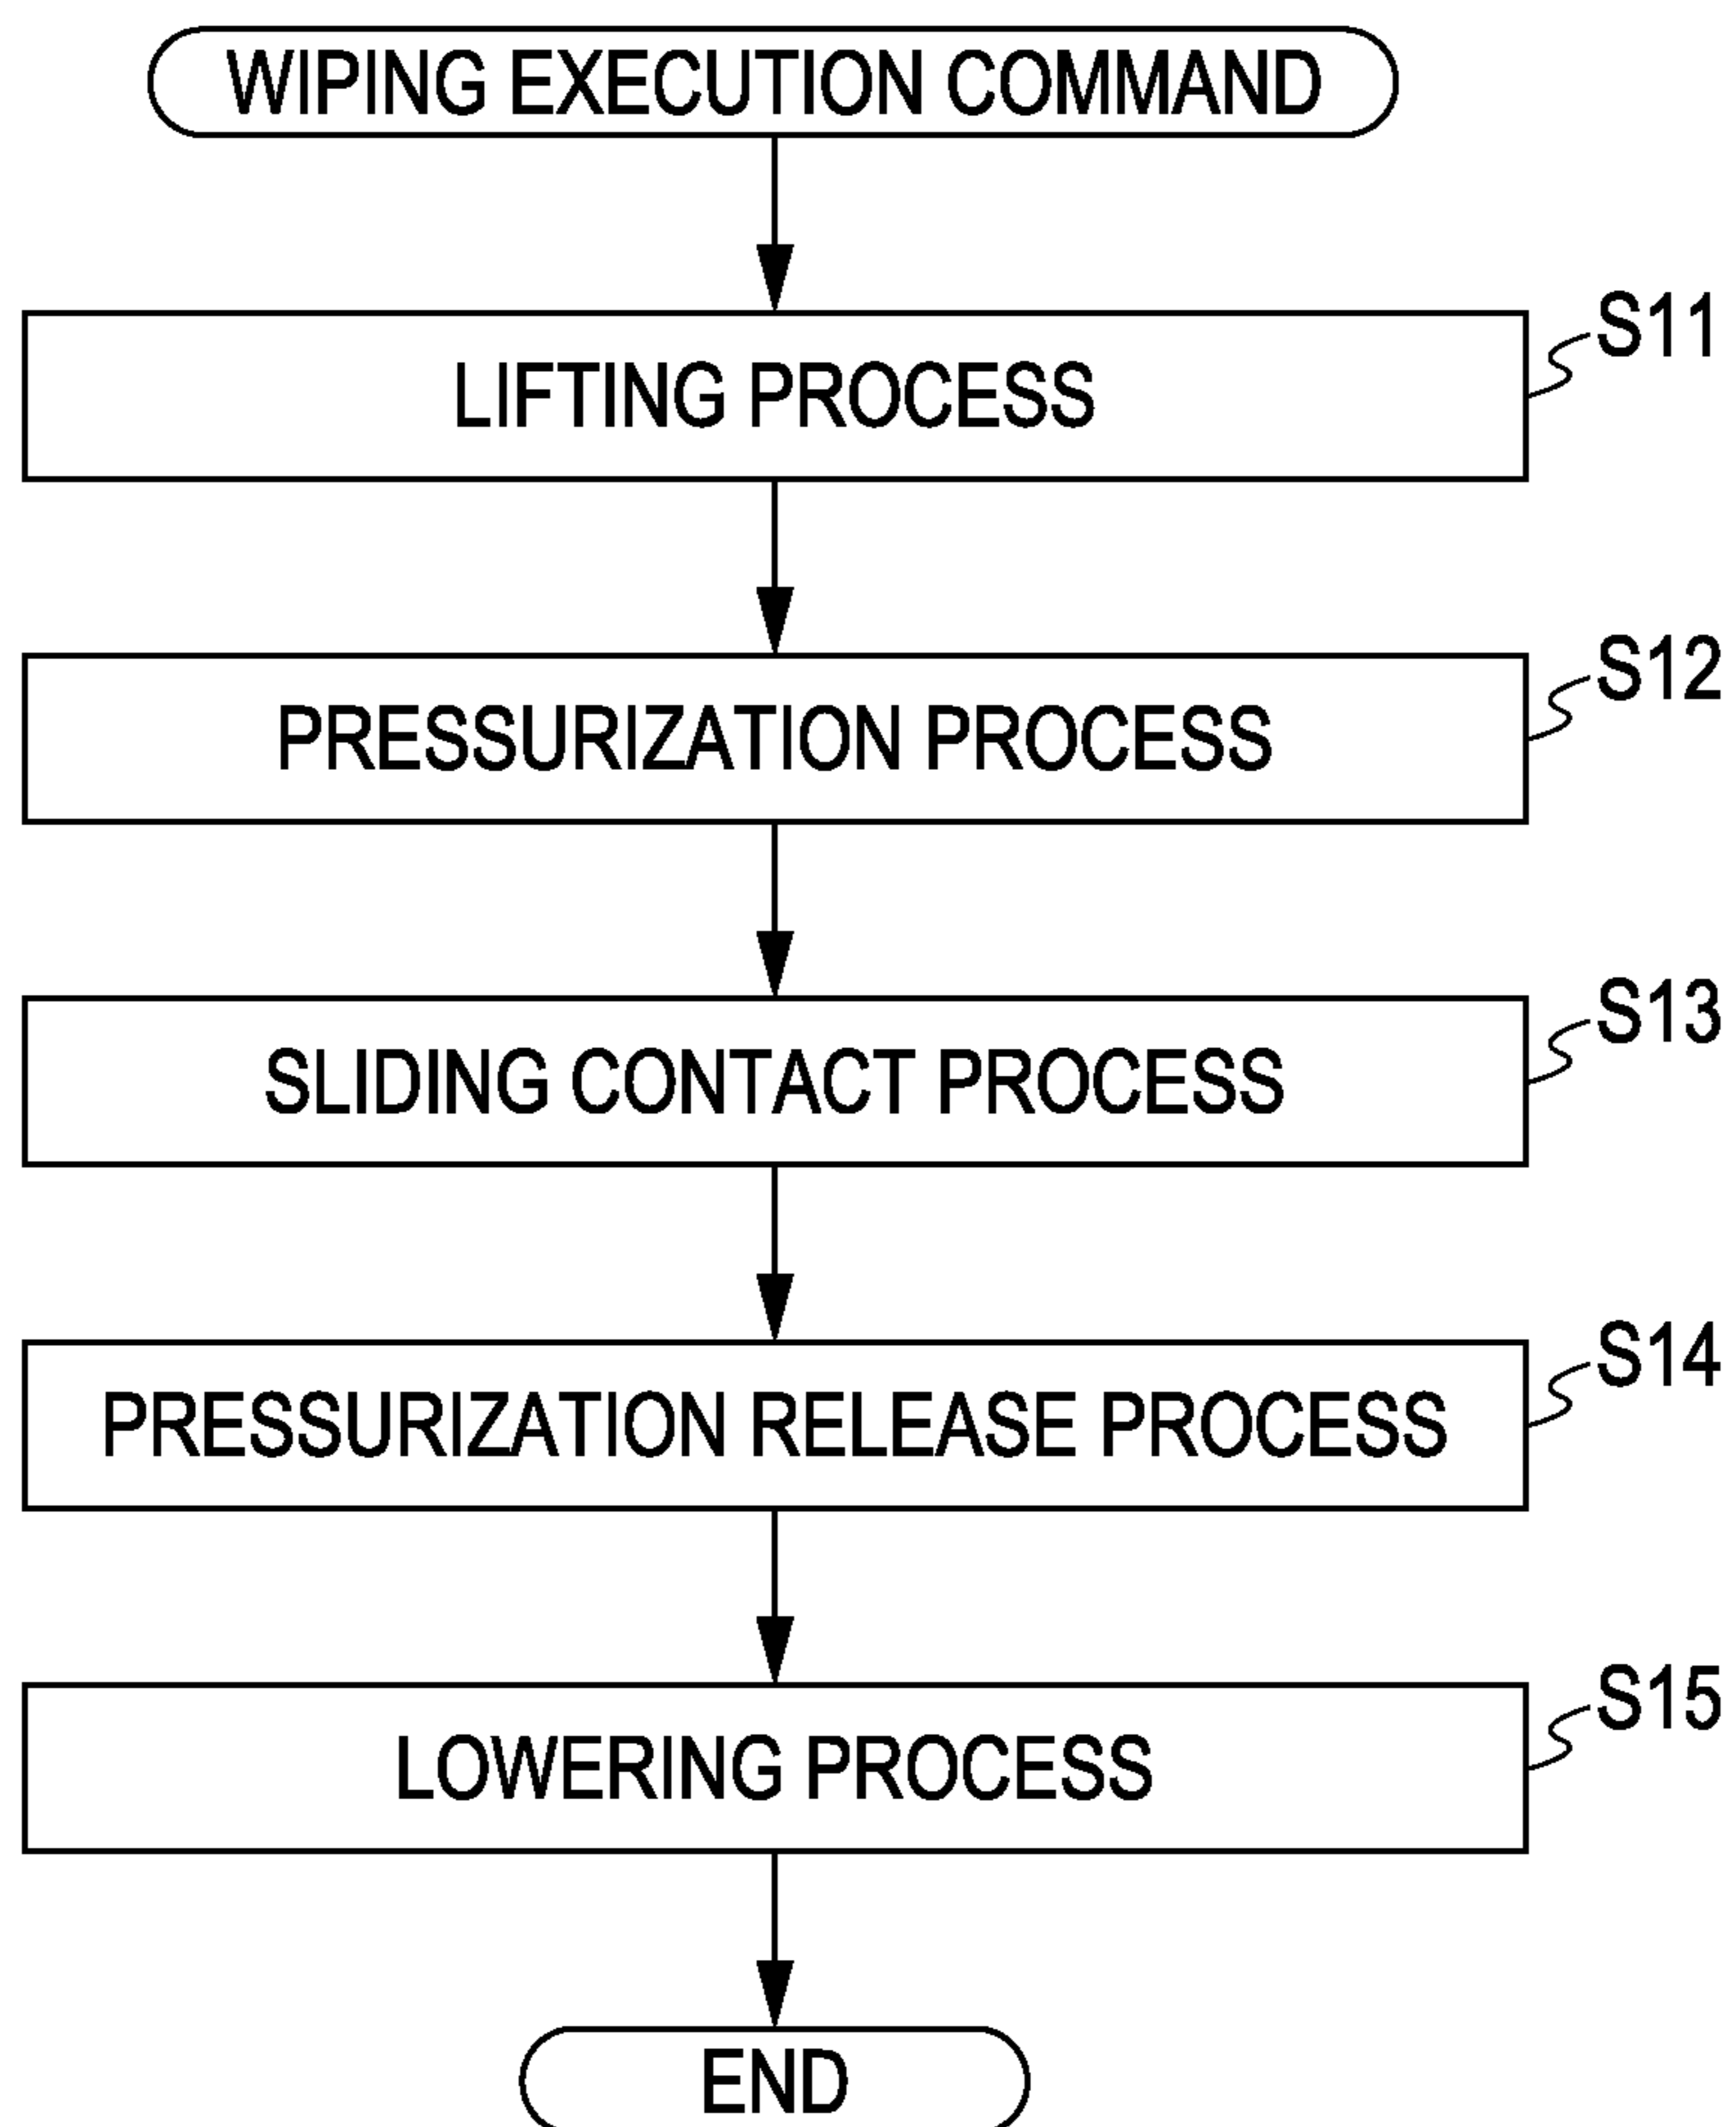 WIPING EXECUTION COMMAND
S11
LIFTING PROCESS
S12
PRESSURIZATION PROCESS
S13
SLIDING CONTACT PROCESS
S14
PRESSURIZATION RELEASE PROCESS
S15
LOWERING PROCESS
END